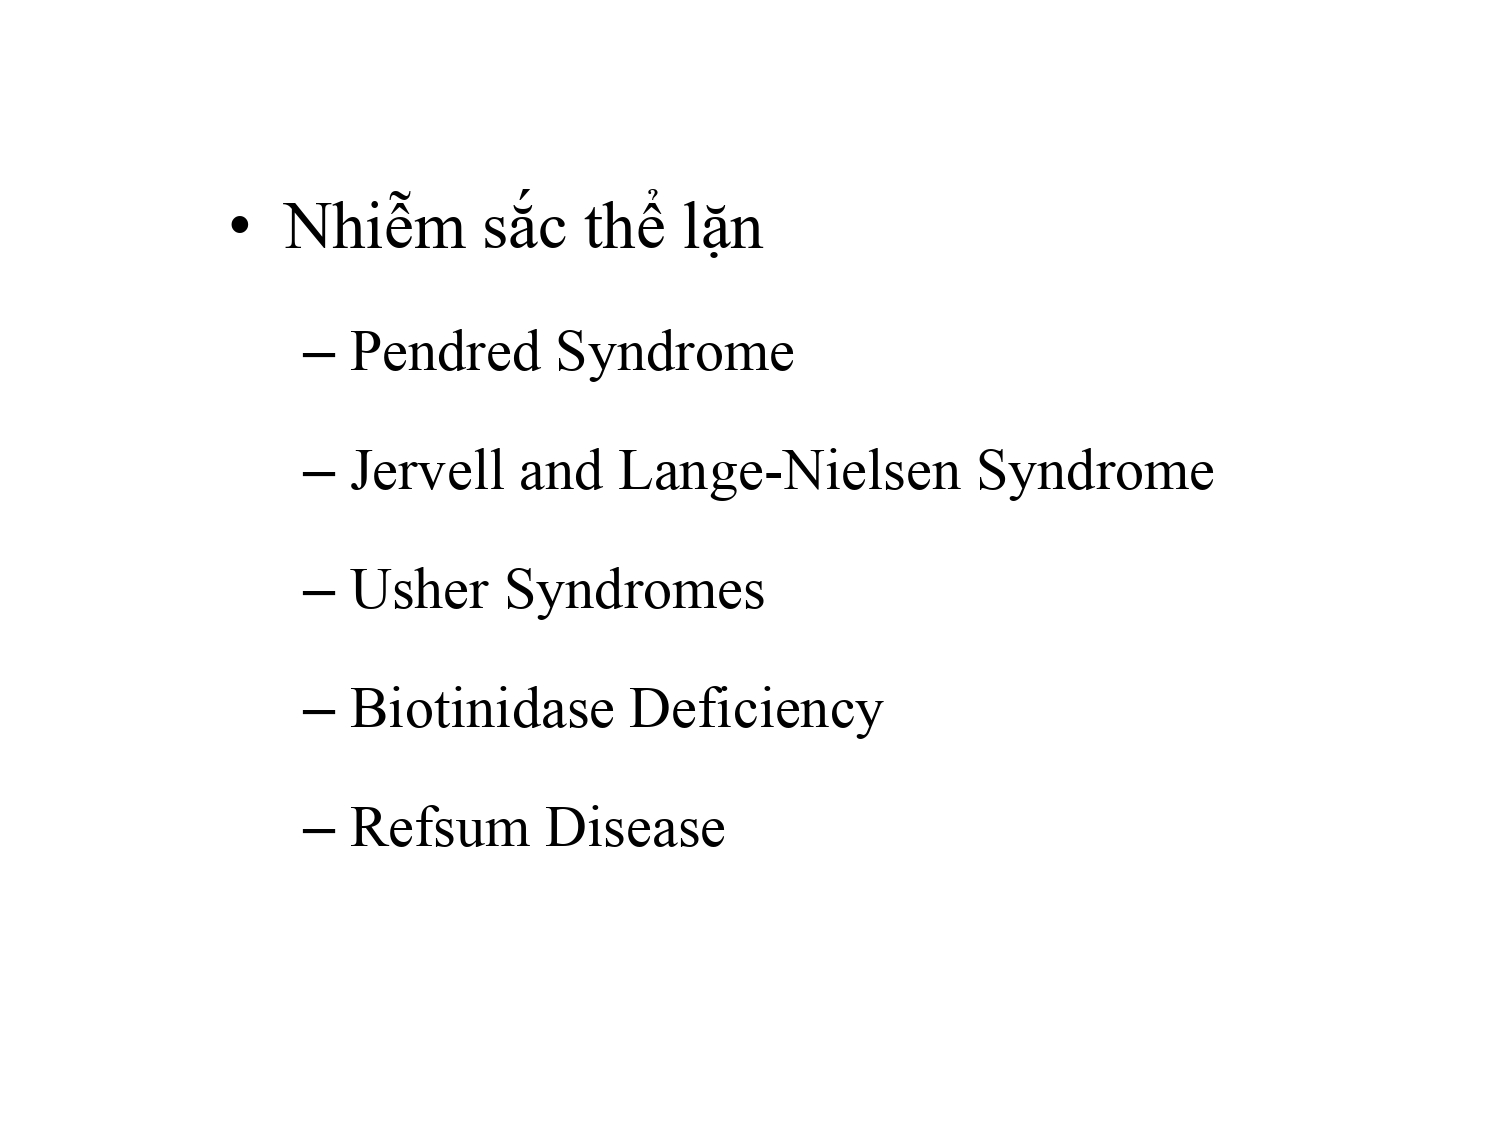 • Nhiễm sắc thể lặn
– Pendred Syndrome
– Jervell and Lange-Nielsen Syndrome
– Usher Syndromes
– Biotinidase Deficiency
– Refsum Disease